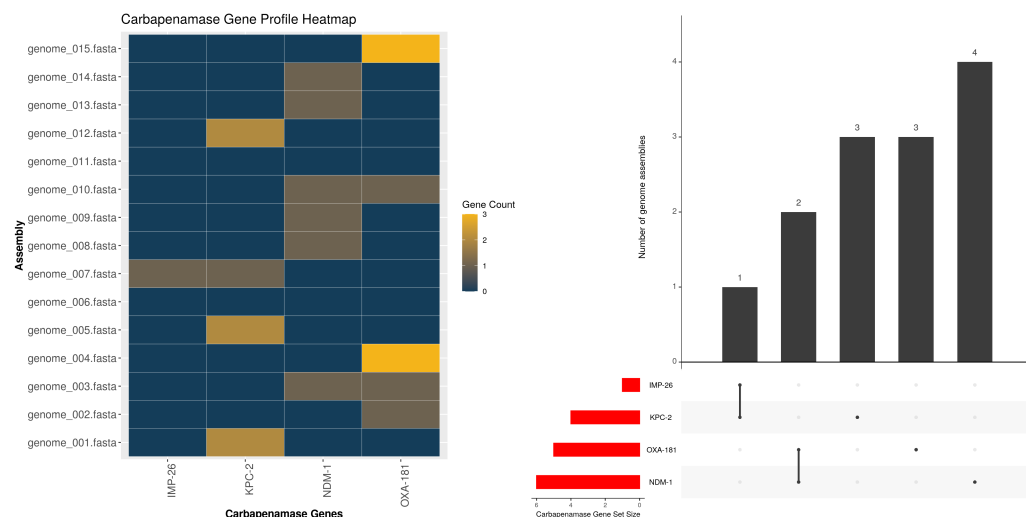 Carbapenamase Gene Profile Heatmap
genome_015.fasta
genome_014.fasta
genome_013.fasta
genome_012.fasta
genome_011.fasta
genome_010.fasta
genome_009.fasta
genome_008.fasta
genome_007.fasta
genome_006.fasta
genome_005.fasta
genome_004.fasta
genome_003.fasta
genome_002.fasta
genome_001.fasta
Assembly
IMP-26
KPC-2
NDM-1
OXA-181
Carbapenamase Genes
Gene Count
3
2
1
0
Number of genome assemblies
4
3
2
1
0
1
2
3
3
4
IMP-26
KPC-2
OXA-181
NDM-1
6
4
2
0
Carbapenamase Gene Set Size